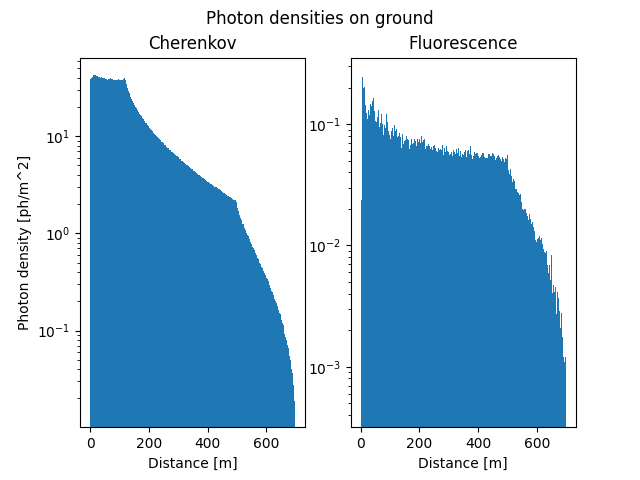 Photon densities on ground
Cherenkov
Fluorescence
Photon density [ph/m^2]
10^1
10^0
10^-1
0 200 400 600
Distance [m]
10^-1
10^-2
10^-3
0 200 400 600
Distance [m]